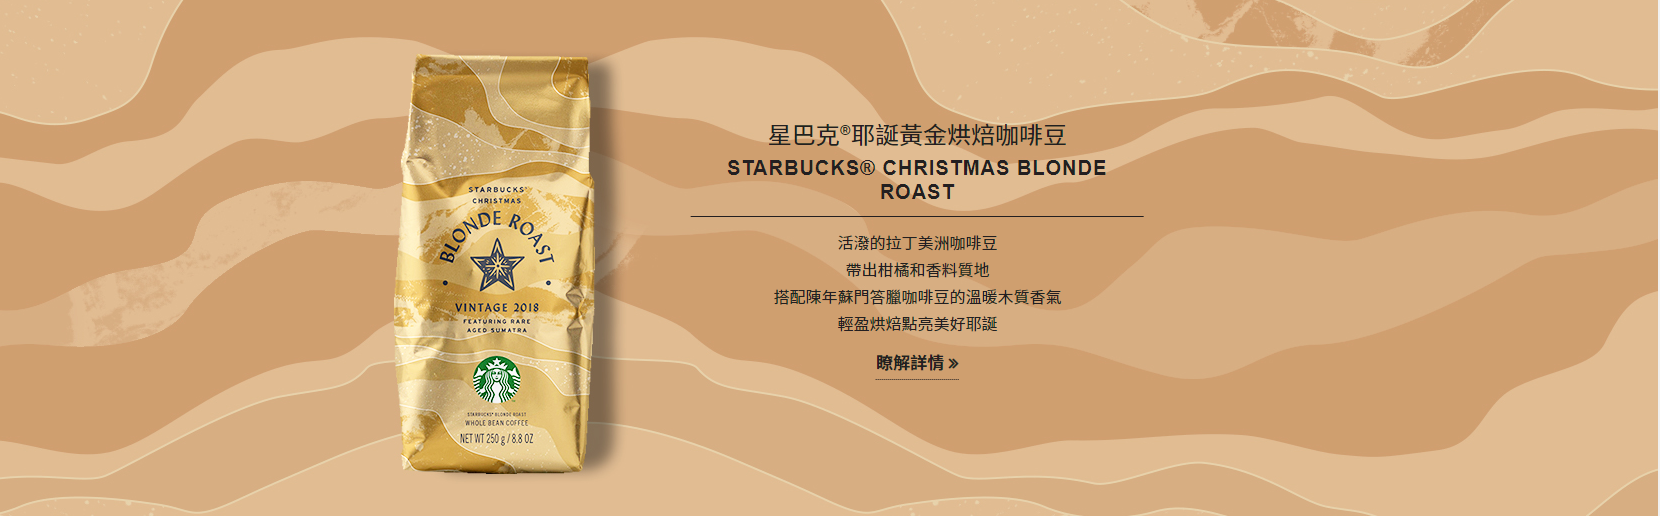 STARBUCKS®
CHRISTMAS
BLONDE ROAST
VINTAGE 2018
FEATURING RARE
AGED SUMATRA
STARBUCKS® BLONDE ROAST
WHOLE BEAN COFFEE
NET WT 250 g / 8.8 OZ
星巴克®耶誕黃金烘焙咖啡豆
STARBUCKS® CHRISTMAS BLONDE
ROAST
活潑的拉丁美洲咖啡豆
帶出柑橘和香料質地
搭配陳年蘇門答臘咖啡豆的溫暖木質香氣
輕盈烘焙點亮美好耶誕
瞭解詳情 »